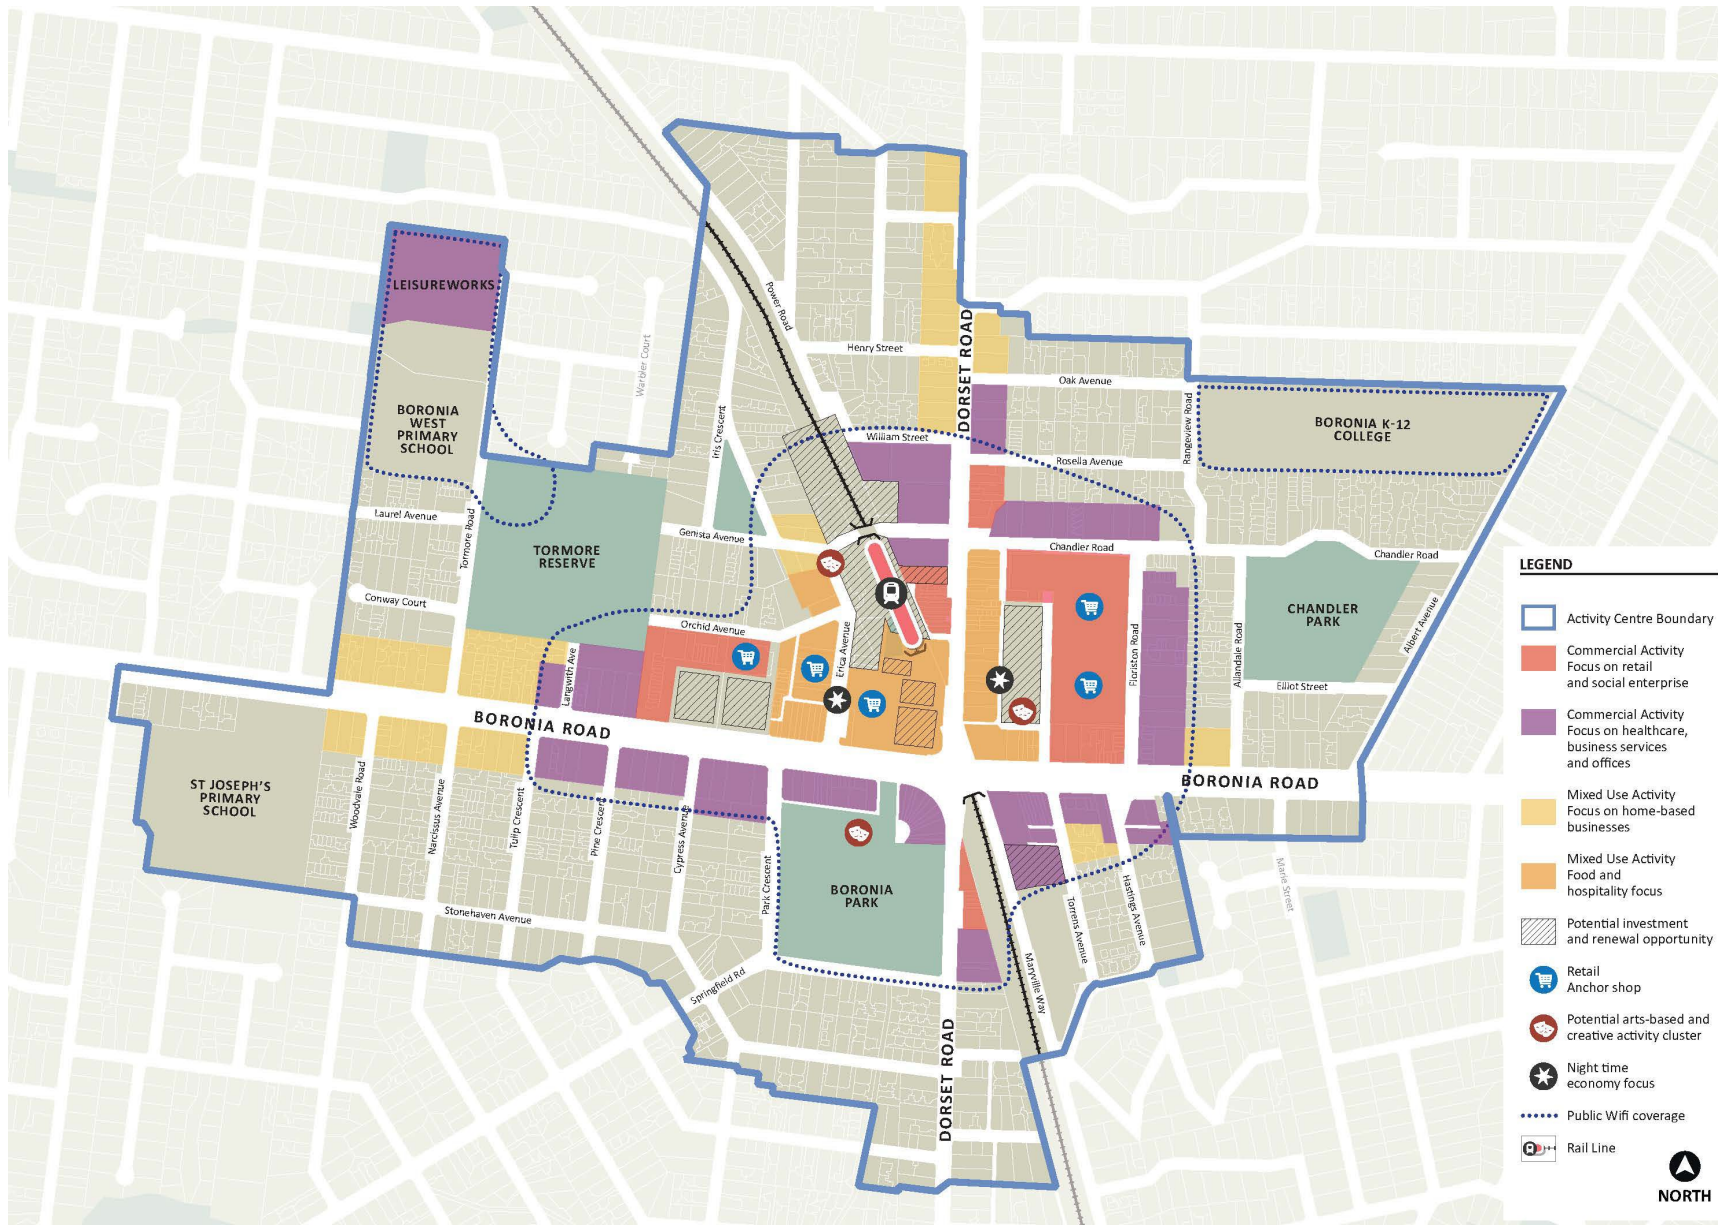 Power Road
Henry Street
DORSET ROAD
Oak Avenue
LEISUREWORKS
Warbler Court
Rangeview Road
BORONIA
WEST
PRIMARY
SCHOOL
Iris Crescent
William Street
BORONIA K-12
COLLEGE
Rosella Avenue
Laurel Avenue
Tormore Road
Genista Avenue
TORMORE
RESERVE
Chandler Road
Chandler Road
Conway Court
Orchid Avenue
Erica Avenue
CHANDLER
PARK
Albert Avenue
Langwith Ave
Floriston Road
Allandale Road
Elliot Street
BORONIA ROAD
BORONIA ROAD
ST JOSEPH'S
PRIMARY
SCHOOL
Woodvale Road
Narcissus Avenue
Tulip Crescent
Pine Crescent
Cypress Avenue
Park Crescent
BORONIA
PARK
Stonehaven Avenue
Springfield Rd
Torrens Avenue
Hastings Avenue
Marie Street
Maryville Way
DORSET ROAD
LEGEND
Activity Centre Boundary
Commercial Activity
Focus on retail
and social enterprise
Commercial Activity
Focus on healthcare,
business services
and offices
Mixed Use Activity
Focus on home-based
businesses
Mixed Use Activity
Food and
hospitality focus
Potential investment
and renewal opportunity
Retail
Anchor shop
Potential arts-based and
creative activity cluster
Night time
economy focus
Public Wifi coverage
Rail Line
NORTH